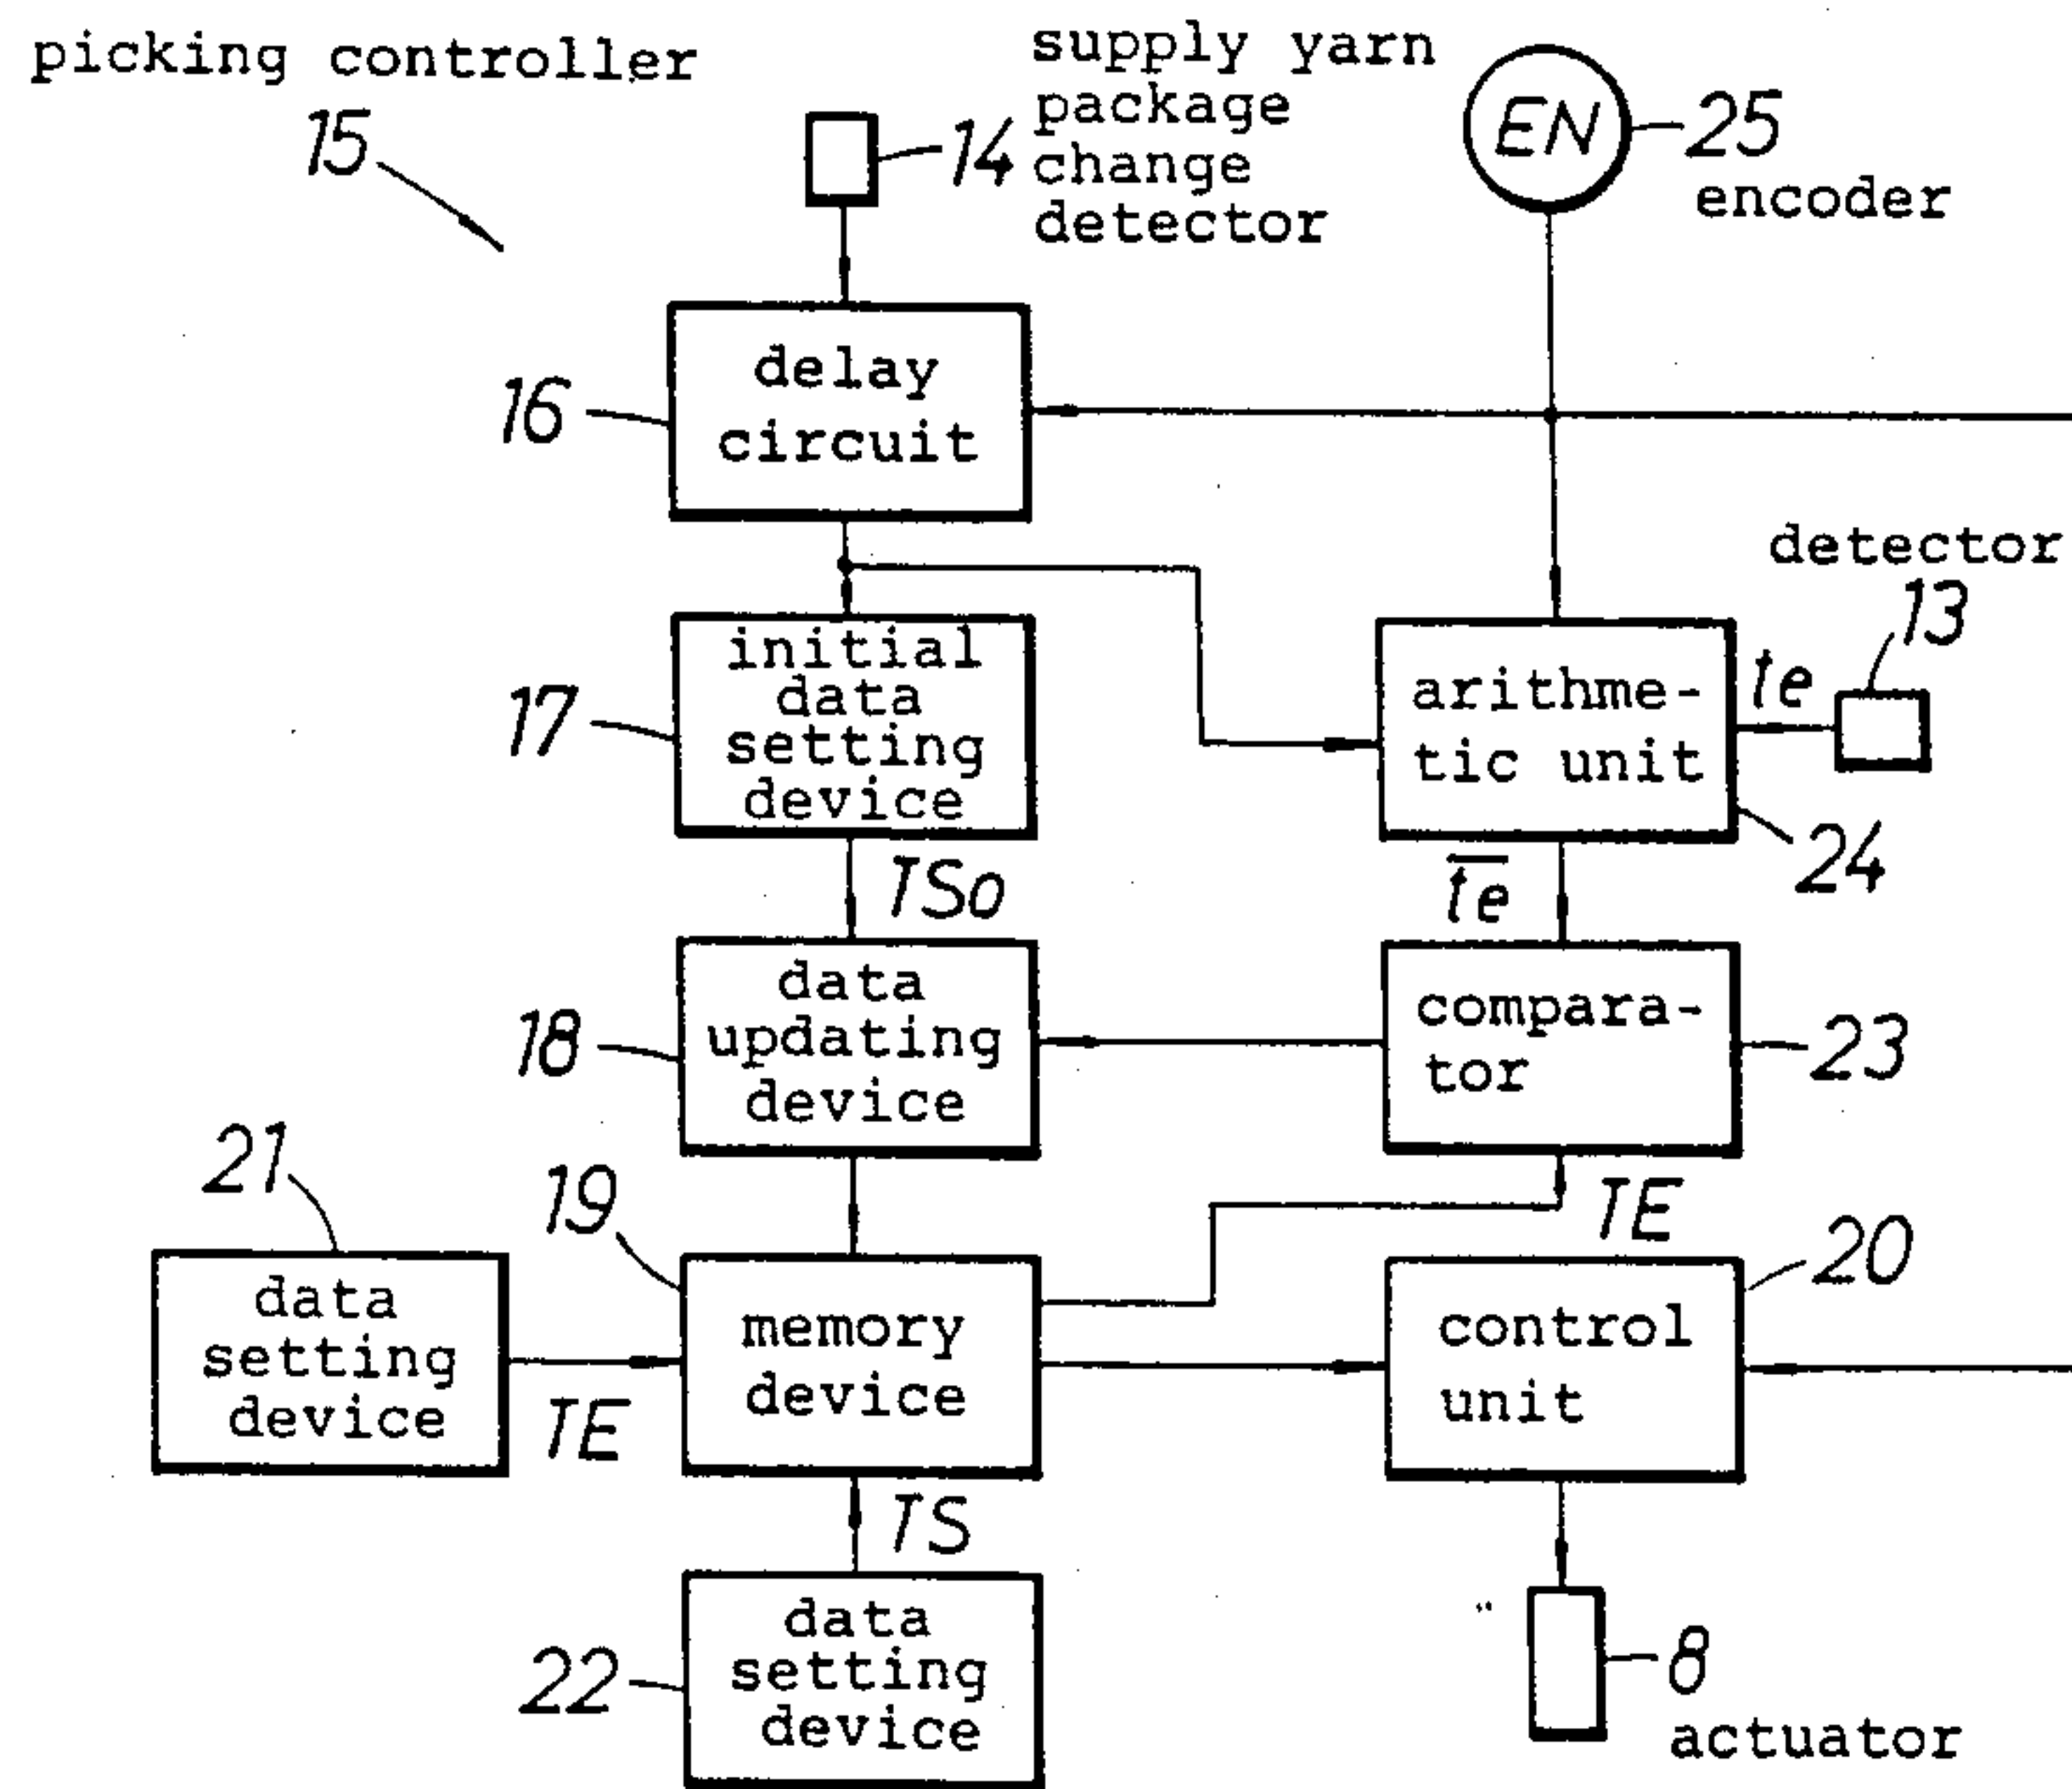 picking controller
15
14
supply yarn
package
change
detector
EN
25
encoder
16
delay
circuit
detector
13
17
initial
data
setting
device
arithme-
tic unit
te
24
TSo
t̅e̅
18
data
updating
device
compara-
tor
23
21
19
TE
20
data
setting
device
TE
memory
device
control
unit
TS
22
data
setting
device
8
actuator